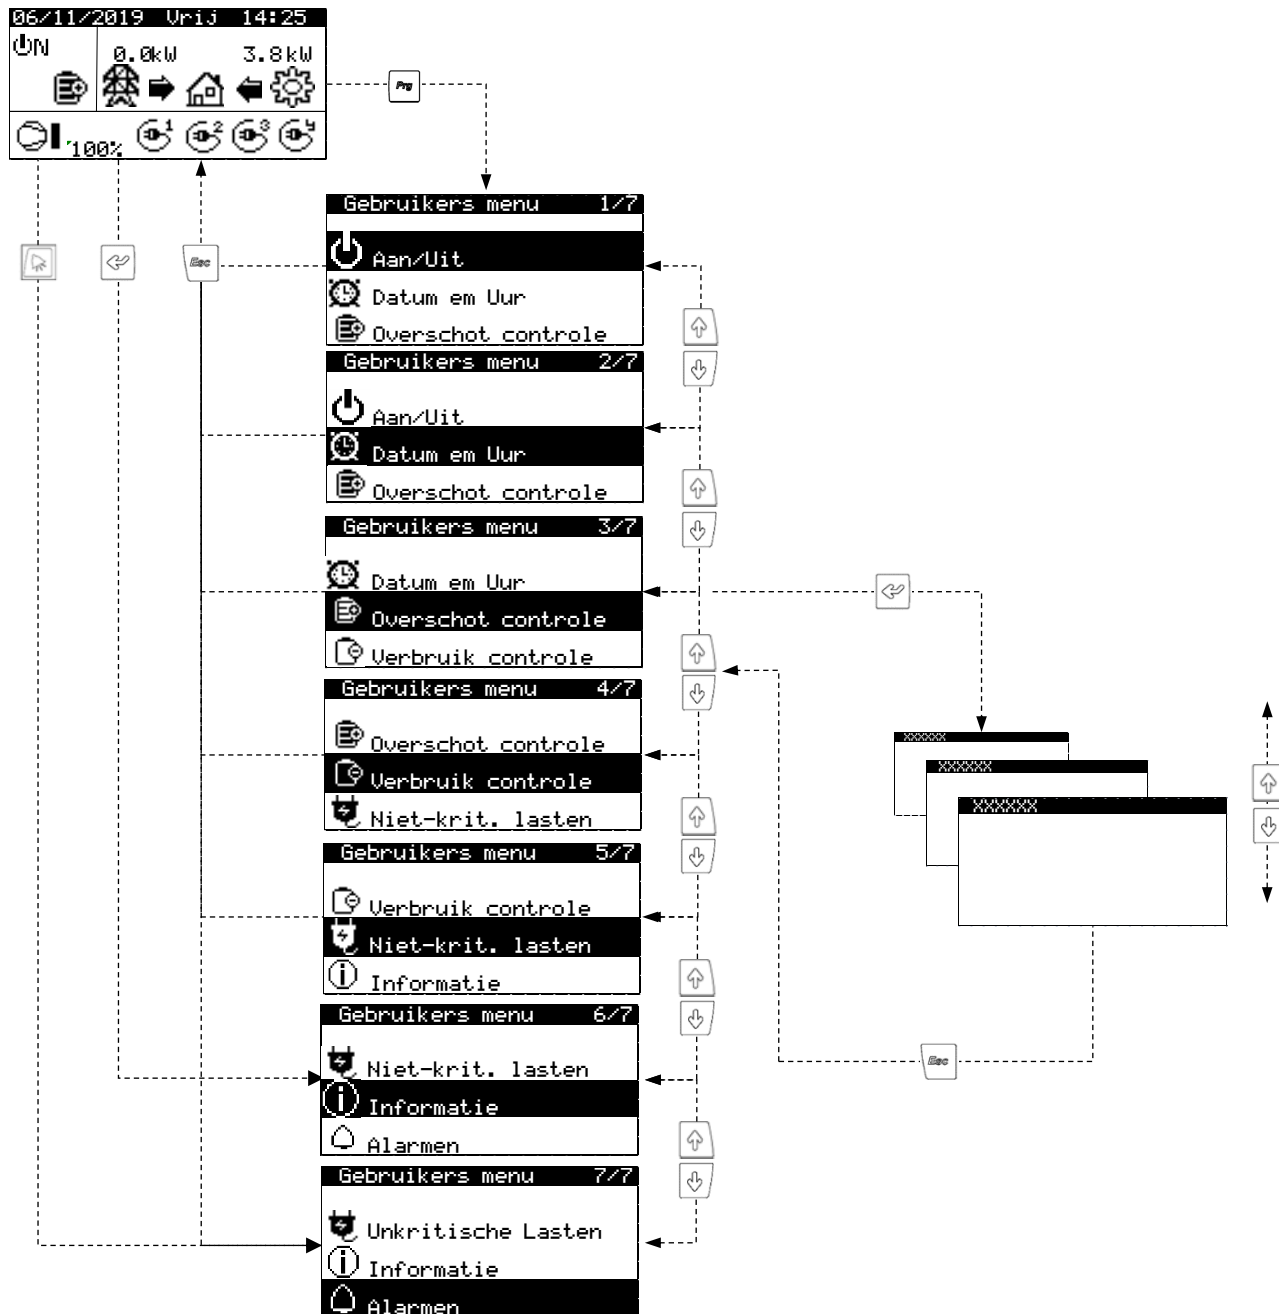 06/11/2019 Vrij 14:25
ON
0.0kW 3.8kW
100% 1 2 3 4
Prg
Esc
Gebruikers menu 1/7
Aan/Uit
Datum em Uur
Overschot controle
Gebruikers menu 2/7
Aan/Uit
Datum em Uur
Overschot controle
Gebruikers menu 3/7
Datum em Uur
Overschot controle
Verbruik controle
Gebruikers menu 4/7
Overschot controle
Verbruik controle
Niet-krit. lasten
XXXXXX
XXXXXX
XXXXXX
Gebruikers menu 5/7
Verbruik controle
Niet-krit. lasten
Informatie
Gebruikers menu 6/7
Niet-krit. lasten
Informatie
Alarmen
Esc
Gebruikers menu 7/7
Unkritische Lasten
Informatie
Alarmen